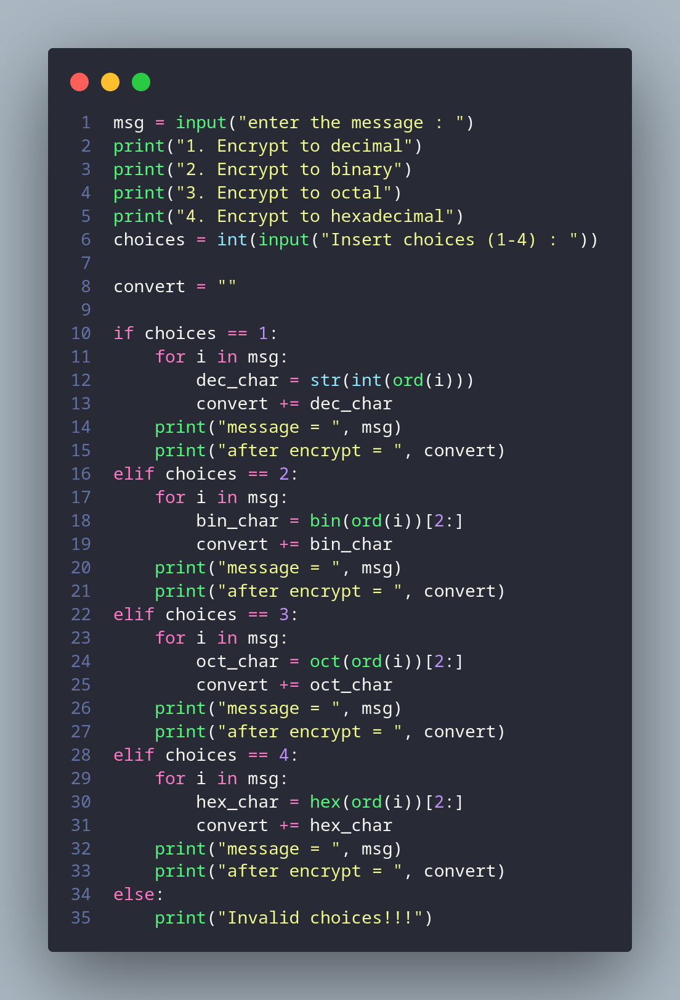 1 msg = input("enter the message : ")
2 print("1. Encrypt to decimal")
3 print("2. Encrypt to binary")
4 print("3. Encrypt to octal")
5 print("4. Encrypt to hexadecimal")
6 choices = int(input("Insert choices (1-4) : "))
7
8 convert = ""
9
10 if choices == 1:
11     for i in msg:
12         dec_char = str(int(ord(i)))
13         convert += dec_char
14     print("message = ", msg)
15     print("after encrypt = ", convert)
16 elif choices == 2:
17     for i in msg:
18         bin_char = bin(ord(i))[2:]
19         convert += bin_char
20     print("message = ", msg)
21     print("after encrypt = ", convert)
22 elif choices == 3:
23     for i in msg:
24         oct_char = oct(ord(i))[2:]
25         convert += oct_char
26     print("message = ", msg)
27     print("after encrypt = ", convert)
28 elif choices == 4:
29     for i in msg:
30         hex_char = hex(ord(i))[2:]
31         convert += hex_char
32     print("message = ", msg)
33     print("after encrypt = ", convert)
34 else:
35     print("Invalid choices!!!")